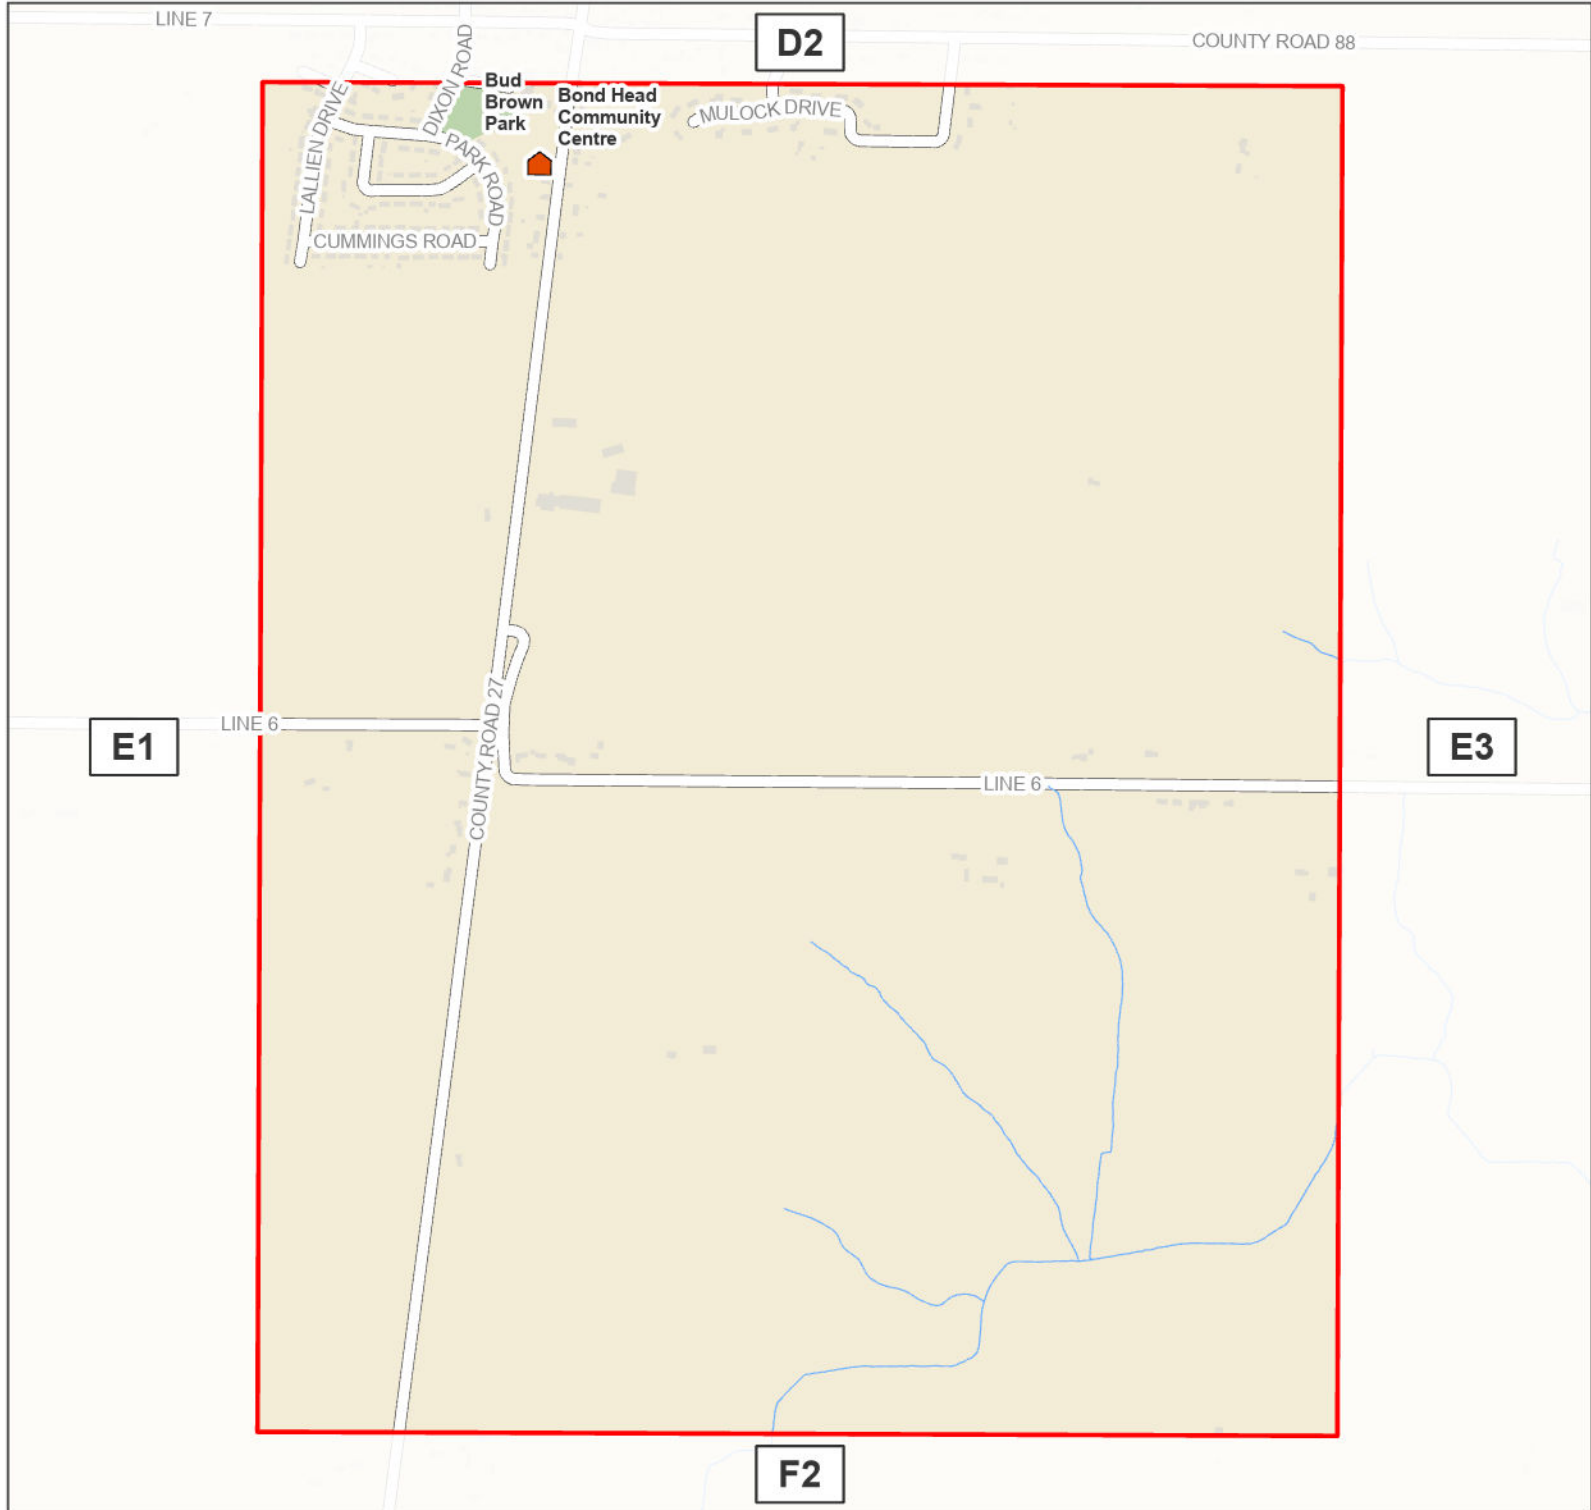 LINE 7
D2
COUNTY ROAD 88
DIXON ROAD
Bud
Brown
Park
Bond Head
Community
Centre
MULOCK DRIVE
LALLIEN DRIVE
PARK ROAD
CUMMINGS ROAD
COUNTY ROAD 27
LINE 6
E1
E3
LINE 6
F2